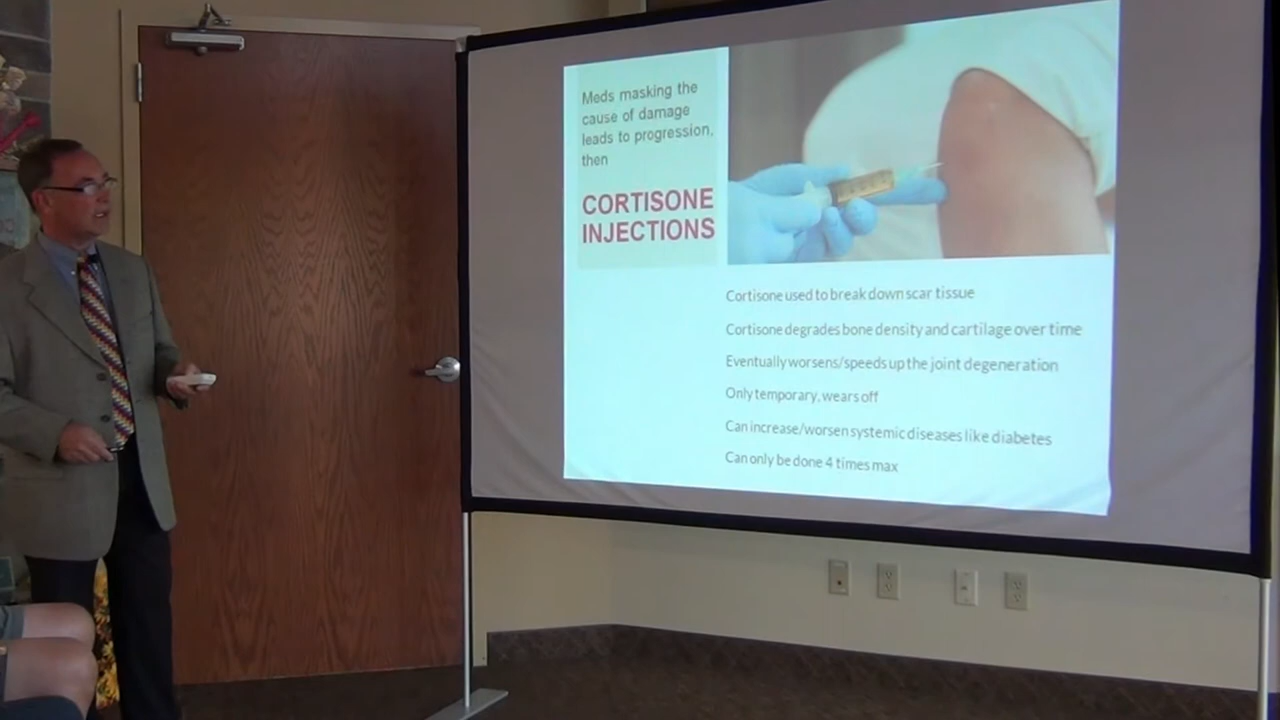 Meds masking the
cause of damage
leads to progression,
then
CORTISONE
INJECTIONS
Cortisone used to break down scar tissue
Cortisone degrades bone density and cartilage over time
Eventually worsens/speeds up the joint degeneration
Only temporary, wears off
Can increase/worsen systemic diseases like diabetes
Can only be done 4 times max